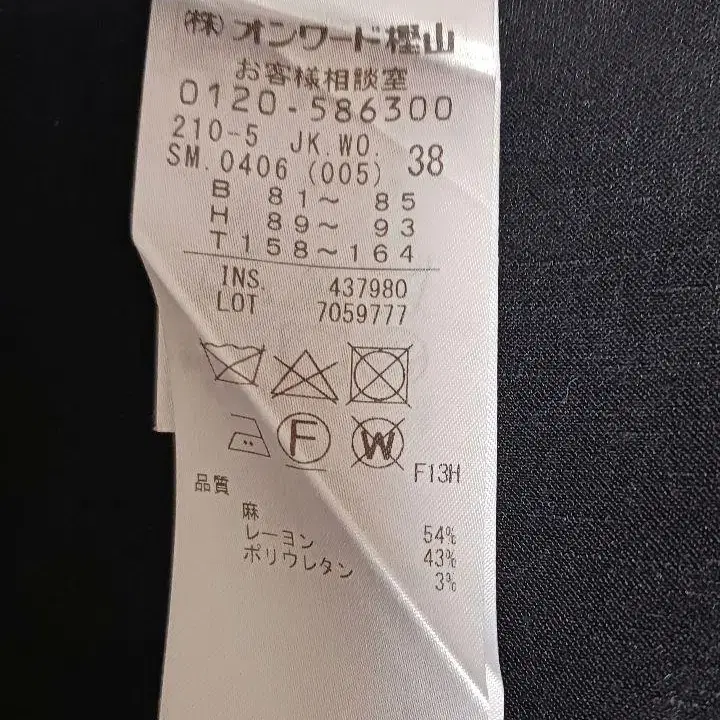 (株)オンワード樫山
お客様相談室
0120-586300
210-5 JK.WO. 38
SM.0406 (005)
B 81～ 85
H 89～ 93
T158～164
INS. 437980
LOT 7059777
F W
F13H
品質
麻 54%
レーヨン 43%
ポリウレタン 3%